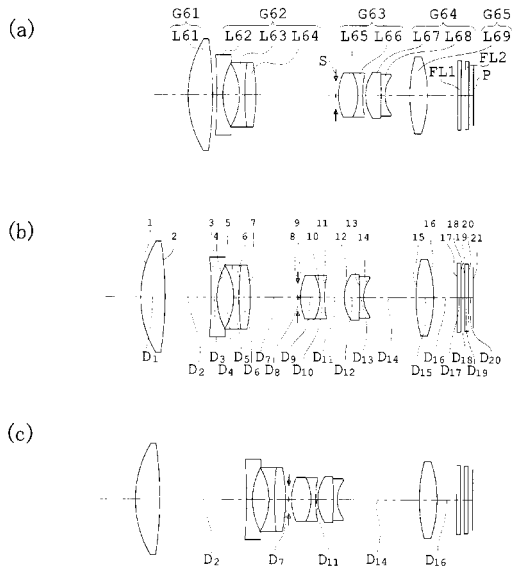 (a)
G61 G62 G63 G64 G65
L61 L62 L63 L64 L65 L66 L67 L68 L69
S FL1 FL2 P
(b)
1 2 3 4 5 6 7 8 9 10 11 12 13 14 15 16 17 18 19 20 21
D1 D2 D3 D4 D5 D6 D7 D8 D9 D10 D11 D12 D13 D14 D15 D16 D17 D18 D19 D20
(c)
D2 D7 D11 D14 D16